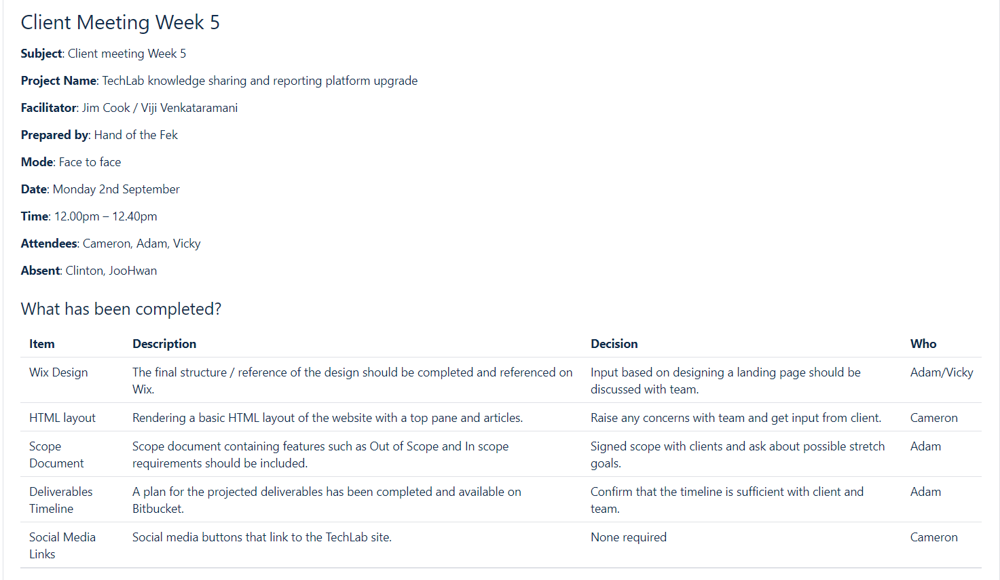 Client Meeting Week 5
Subject: Client meeting Week 5
Project Name: TechLab knowledge sharing and reporting platform upgrade
Facilitator: Jim Cook / Viji Venkataramani
Prepared by: Hand of the Fek
Mode: Face to face
Date: Monday 2nd September
Time: 12.00pm – 12.40pm
Attendees: Cameron, Adam, Vicky
Absent: Clinton, JooHwan
What has been completed?
Item Description Decision Who
Wix Design The final structure / reference of the design should be completed and referenced on Input based on designing a landing page should be Adam/Vicky
Wix. discussed with team.
HTML layout Rendering a basic HTML layout of the website with a top pane and articles. Raise any concerns with team and get input from client. Cameron
Scope Scope document containing features such as Out of Scope and In scope Signed scope with clients and ask about possible stretch Adam
Document requirements should be included. goals.
Deliverables A plan for the projected deliverables has been completed and available on Confirm that the timeline is sufficient with client and Adam
Timeline Bitbucket. team.
Social Media Social media buttons that link to the TechLab site. None required Cameron
Links